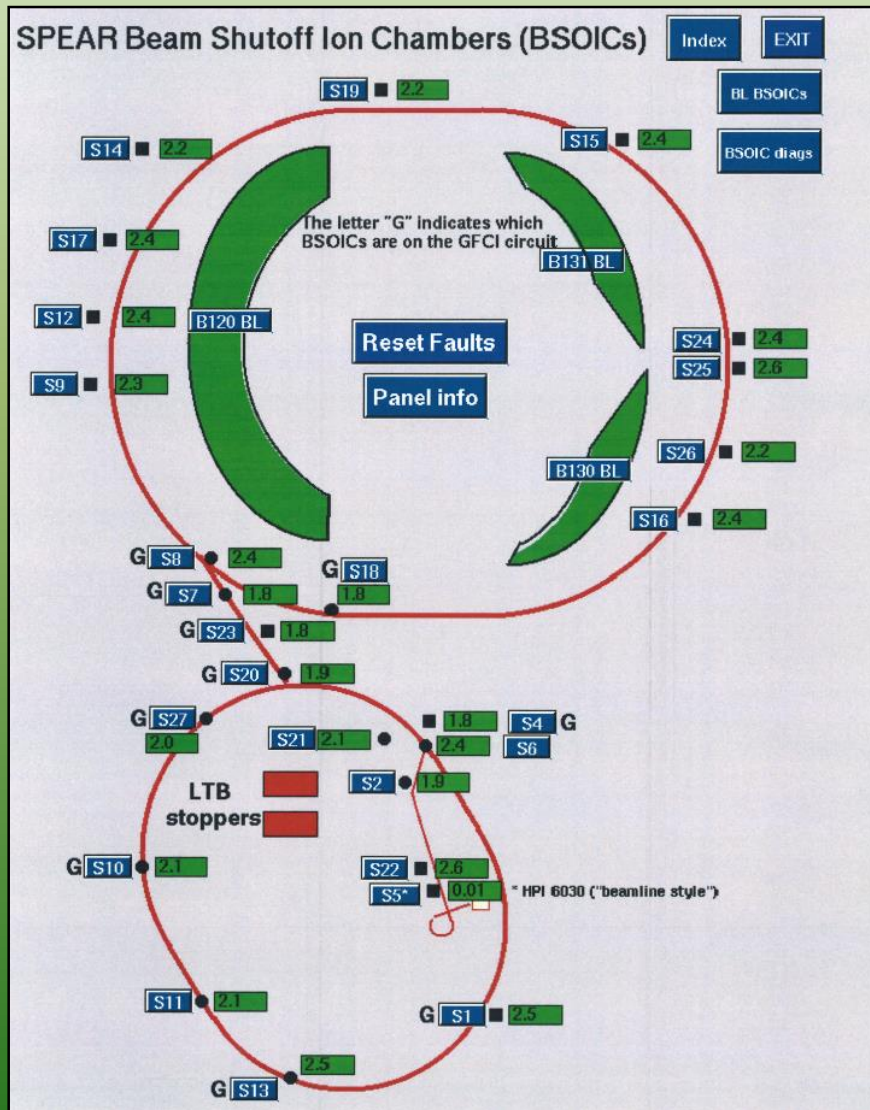 SPEAR Beam Shutoff Ion Chambers (BSOICs)
Index
EXIT
BL BSOICs
BSOIC diags
S19 2.2
S14 2.2
S15 2.4
The letter "G" indicates which
BSOICs are on the GFCI circuit
S17 2.4
B131 BL
S12 2.4
B120 BL
Reset Faults
S24 2.4
S25 2.6
S9 2.3
Panel info
S26 2.2
B130 BL
S16 2.4
G S8 2.4
G S18
1.8
G S7 1.8
G S23 1.8
G S20 1.9
G S27
2.0
1.8 S4 G
S21 2.1
2.4 S6
S2 1.9
LTB
stoppers
G S10 2.1
S22 2.6
S5* 0.01 * HPI 6030 ("beamline style")
S11 2.1
G S1 2.5
2.5
G S13